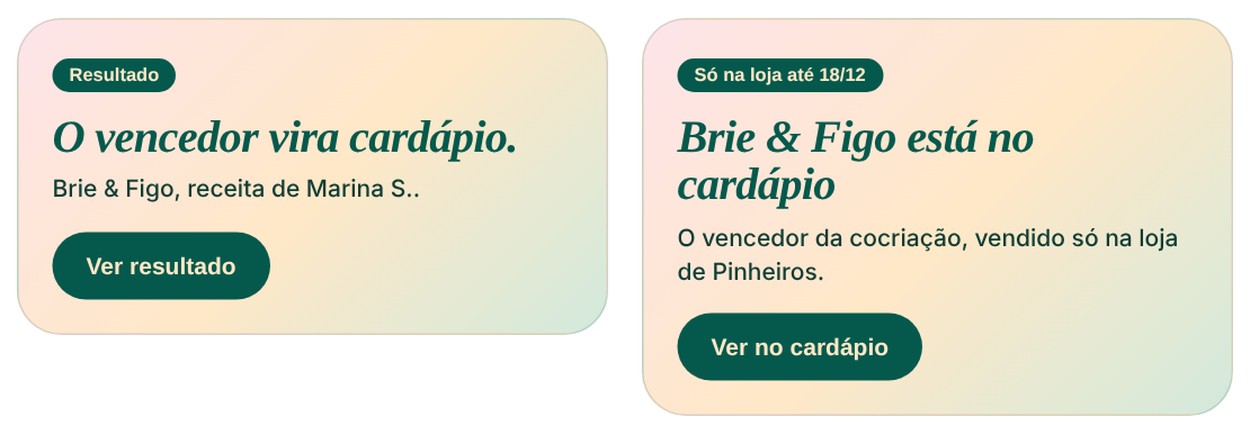 Resultado
O vencedor vira cardápio.
Brie & Figo, receita de Marina S..
Ver resultado
Só na loja até 18/12
Brie & Figo está no
cardápio
O vencedor da cocriação, vendido só na loja
de Pinheiros.
Ver no cardápio